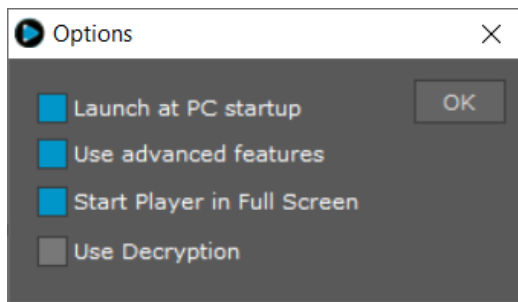 Options
Launch at PC startup
OK
Use advanced features
Start Player in Full Screen
Use Decryption